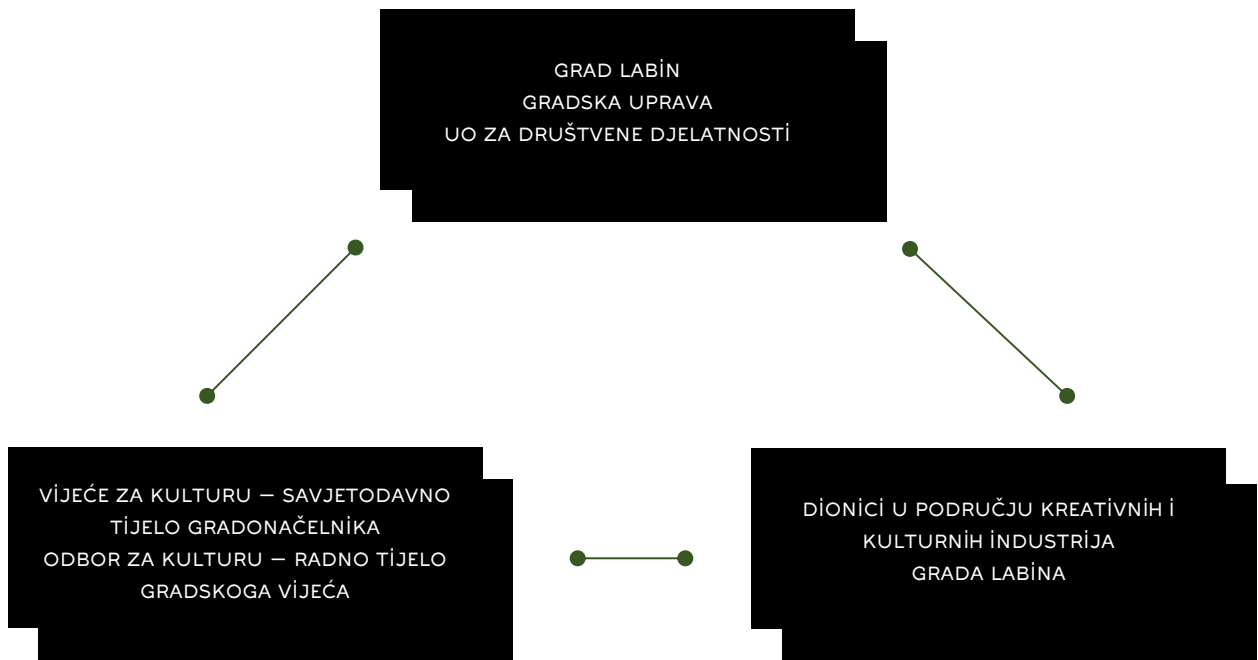 GRAD LABİN
GRADSKA UPRAVA
UO ZA DRUŠTVENE DJELATNOSTİ
VİJEĆE ZA KULTURU – SAVJETODAVNO
TİJELO GRADONAČELNİKA
ODBOR ZA KULTURU – RADNO TİJELO
GRADSKOGA VİJEĆA
DİONİCİ U PODRUČJU KREATİVNİH İ
KULTURNİH İNDUSTRİJA
GRADA LABİNA